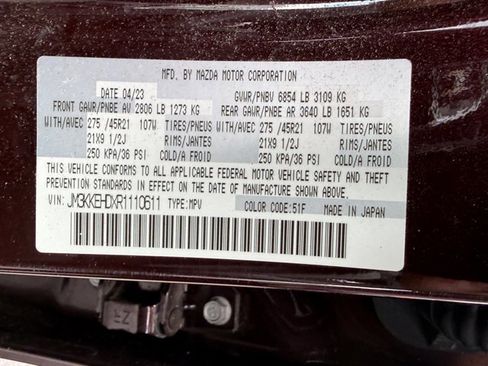 MFD. BY MAZDA MOTOR CORPORATION
DATE 04/23 GVWR/PNBV 6854 LB 3109 KG
FRONT GAWR/PNBE AV 2806 LB 1273 KG REAR GAWR/PNBE AR 3640 LB 1651 KG
WITH/AVEC 275 /45R21 107W TIRES/PNEUS WITH/AVEC 275 /45R21 107W TIRES/PNEUS
21X9 1/2J RIMS/JANTES 21X9 1/2J RIMS/JANTES
250 KPA/36 PSI COLD/A FROID 250 KPA/36 PSI COLD/A FROID
THIS VEHICLE CONFORMS TO ALL APPLICABLE FEDERAL MOTOR VEHICLE SAFETY AND THEFT
PREVENTION STANDARDS IN EFFECT ON THE DATE OF MANUFACTURE SHOWN ABOVE.
VIN: JM3KKEHDXR1110611 TYPE:MPV COLOR CODE:51F MADE IN JAPAN